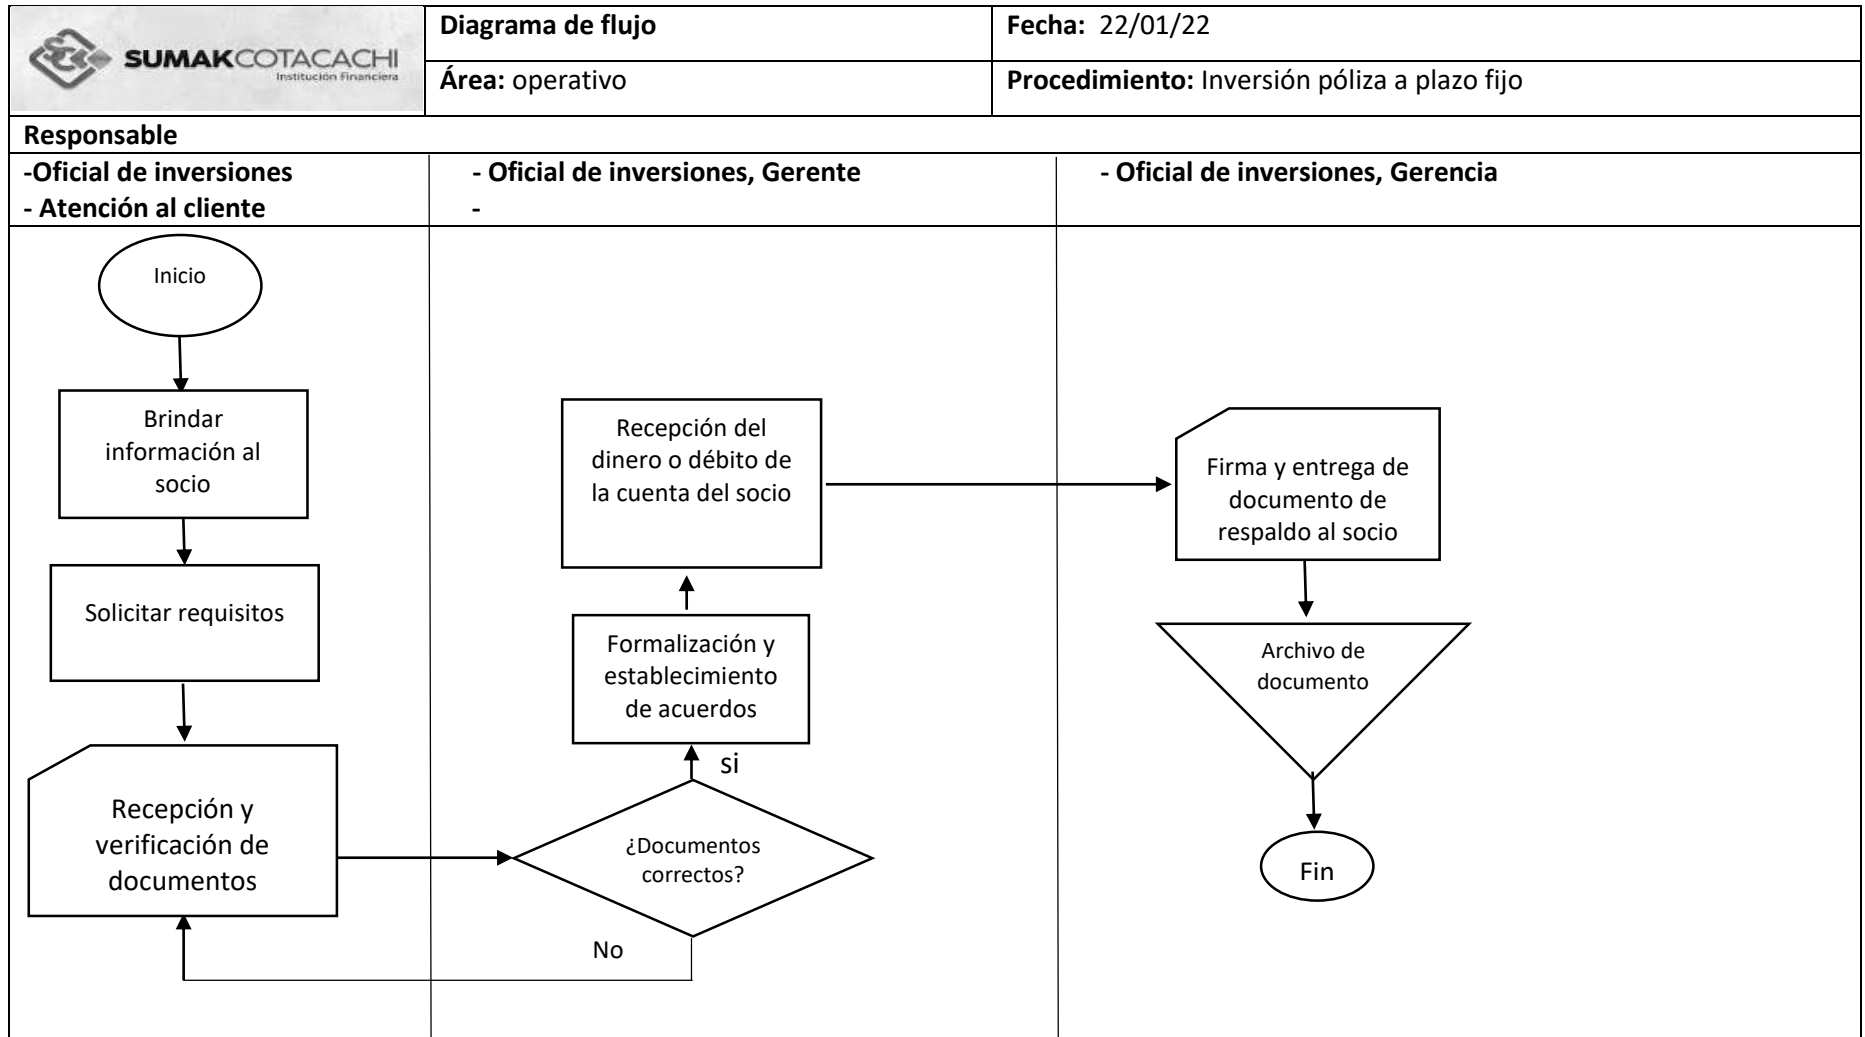 SUMAKCOTACACHI
Institución Financiera
Diagrama de flujo
Fecha: 22/01/22
Área: operativo
Procedimiento: Inversión póliza a plazo fijo
Responsable
-Oficial de inversiones
- Atención al cliente
- Oficial de inversiones, Gerente
-
- Oficial de inversiones, Gerencia
Inicio
Brindar
información al
socio
Solicitar requisitos
Recepción y
verificación de
documentos
Recepción del
dinero o débito de
la cuenta del socio
Formalización y
establecimiento
de acuerdos
si
¿Documentos
correctos?
No
Firma y entrega de
documento de
respaldo al socio
Archivo de
documento
Fin